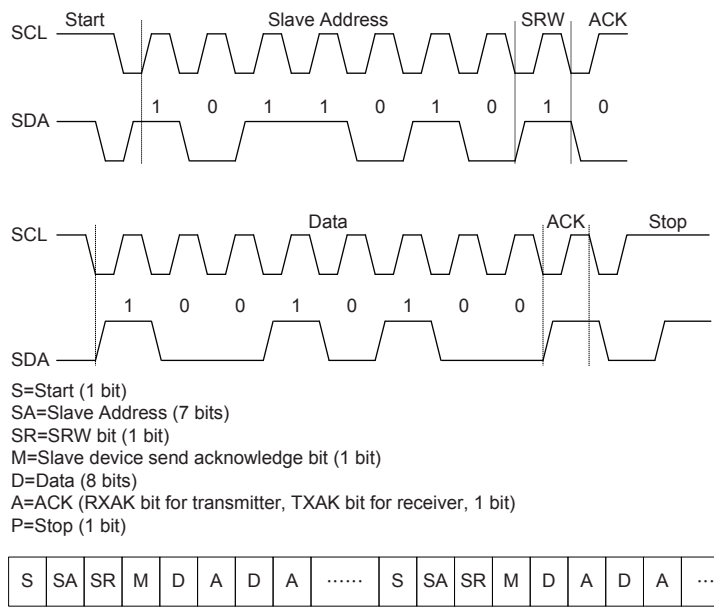 Start Slave Address SRW ACK
SCL
1 0 1 1 0 1 0 1 0
SDA
Data ACK Stop
SCL
1 0 0 1 0 1 0 0
SDA
S=Start (1 bit)
SA=Slave Address (7 bits)
SR=SRW bit (1 bit)
M=Slave device send acknowledge bit (1 bit)
D=Data (8 bits)
A=ACK (RXAK bit for transmitter, TXAK bit for receiver, 1 bit)
P=Stop (1 bit)
S SA SR M D A D A ...... S SA SR M D A D A ...